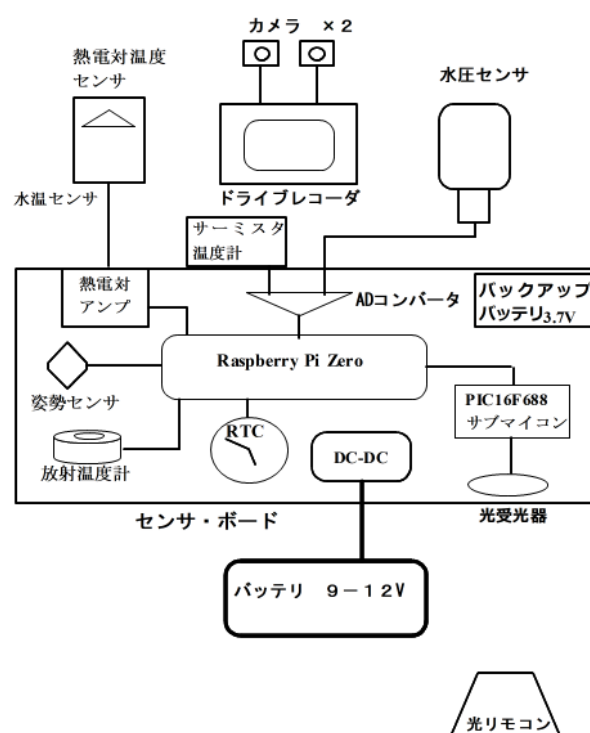 カメラ ×２
熱電対温度
センサ
水圧センサ
水温センサ
ドライブレコーダ
サーミスタ
温度計
熱電対
アンプ
ADコンバータ
バックアップ
バッテリ3.7V
Raspberry Pi Zero
姿勢センサ
PIC16F688
サブマイコン
RTC
DC-DC
放射温度計
センサ・ボード
光受光器
バッテリ ９－１２V
光リモコン